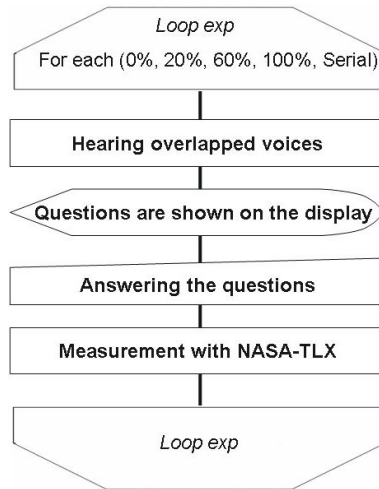 Loop exp
For each (0%, 20%, 60%, 100%, Serial)
Hearing overlapped voices
Questions are shown on the display
Answering the questions
Measurement with NASA-TLX
Loop exp